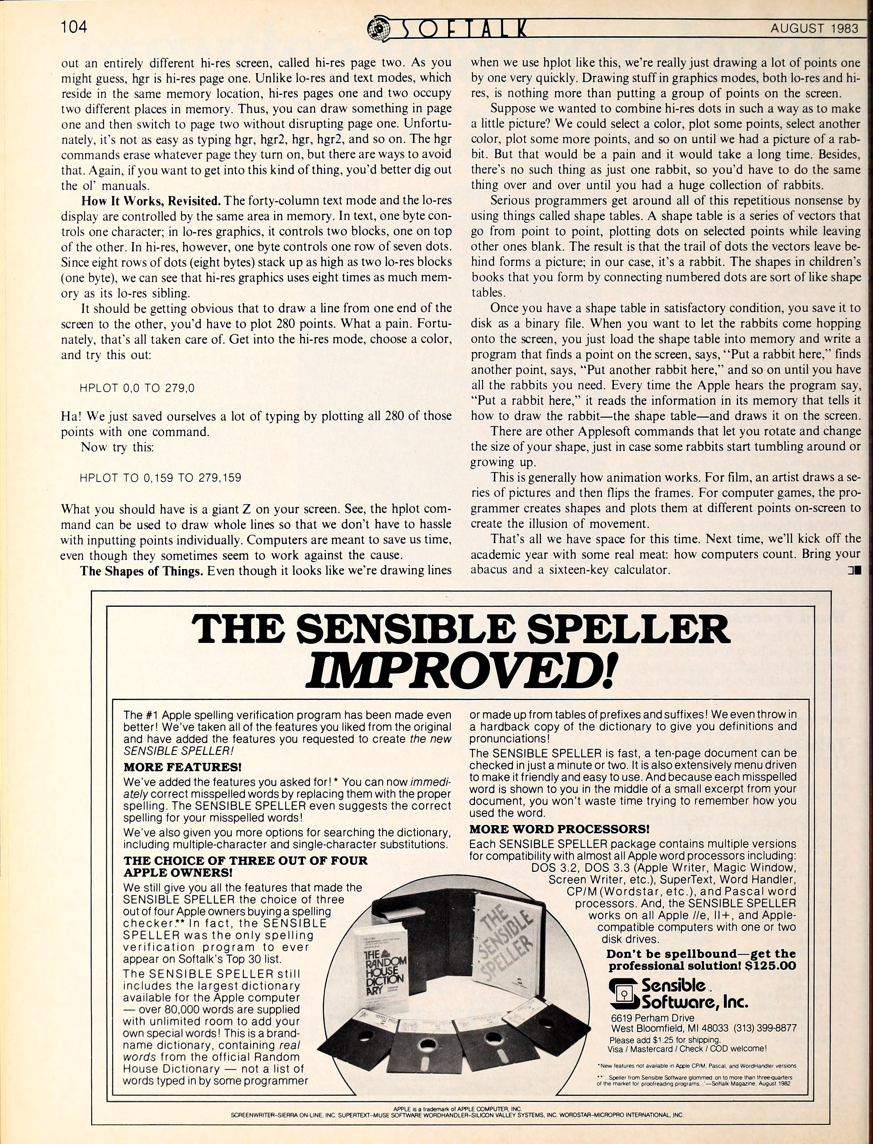 104
SOFTALK
AUGUST 1983
out an entirely different hi-res screen, called hi-res page two. As you
might guess, hgr is hi-res page one. Unlike lo-res and text modes, which
reside in the same memory location, hi-res pages one and two occupy
two different places in memory. Thus, you can draw something in page
one and then switch to page two without disrupting page one. Unfortu-
nately, it's not as easy as typing hgr, hgr2, hgr, hgr2, and so on. The hgr
commands erase whatever page they turn on, but there are ways to avoid
that. Again, if you want to get into this kind of thing, you'd better dig out
the ol' manuals.
How It Works, Revisited. The forty-column text mode and the lo-res
display are controlled by the same area in memory. In text, one byte con-
trols one character; in lo-res graphics, it controls two blocks, one on top
of the other. In hi-res, however, one byte controls one row of seven dots.
Since eight rows of dots (eight bytes) stack up as high as two lo-res blocks
(one byte), we can see that hi-res graphics uses eight times as much mem-
ory as its lo-res sibling.
It should be getting obvious that to draw a line from one end of the
screen to the other, you'd have to plot 280 points. What a pain. Fortu-
nately, that's all taken care of. Get into the hi-res mode, choose a color,
and try this out:
HPLOT 0,0 TO 279,0
Ha! We just saved ourselves a lot of typing by plotting all 280 of those
points with one command.
Now try this:
HPLOT TO 0,159 TO 279,159
What you should have is a giant Z on your screen. See, the hplot com-
mand can be used to draw whole lines so that we don't have to hassle
with inputting points individually. Computers are meant to save us time,
even though they sometimes seem to work against the cause.
The Shapes of Things. Even though it looks like we're drawing lines
when we use hplot like this, we're really just drawing a lot of points one
by one very quickly. Drawing stuff in graphics modes, both lo-res and hi-
res, is nothing more than putting a group of points on the screen.
Suppose we wanted to combine hi-res dots in such a way as to make
a little picture? We could select a color, plot some points, select another
color, plot some more points, and so on until we had a picture of a rab-
bit. But that would be a pain and it would take a long time. Besides,
there's no such thing as just one rabbit, so you'd have to do the same
thing over and over until you had a huge collection of rabbits.
Serious programmers get around all of this repetitious nonsense by
using things called shape tables. A shape table is a series of vectors that
go from point to point, plotting dots on selected points while leaving
other ones blank. The result is that the trail of dots the vectors leave be-
hind forms a picture; in our case, it's a rabbit. The shapes in children's
books that you form by connecting numbered dots are sort of like shape
tables.
Once you have a shape table in satisfactory condition, you save it to
disk as a binary file. When you want to let the rabbits come hopping
onto the screen, you just load the shape table into memory and write a
program that finds a point on the screen, says, "Put a rabbit here," finds
another point, says, "Put another rabbit here," and so on until you have
all the rabbits you need. Every time the Apple hears the program say,
"Put a rabbit here," it reads the information in its memory that tells it
how to draw the rabbit—the shape table—and draws it on the screen.
There are other Applesoft commands that let you rotate and change
the size of your shape, just in case some rabbits start tumbling around or
growing up.
This is generally how animation works. For film, an artist draws a se-
ries of pictures and then flips the frames. For computer games, the pro-
grammer creates shapes and plots them at different points on-screen to
create the illusion of movement.
That's all we have space for this time. Next time, we'll kick off the
academic year with some real meat: how computers count. Bring your
abacus and a sixteen-key calculator.
THE SENSIBLE SPELLER
IMPROVED!
The #1 Apple spelling verification program has been made even
better! We've taken all of the features you liked from the original
and have added the features you requested to create the new
SENSIBLE SPELLER!
MORE FEATURES!
We've added the features you asked for!* You can now immedi-
ately correct misspelled words by replacing them with the proper
spelling. The SENSIBLE SPELLER even suggests the correct
spelling for your misspelled words!
We've also given you more options for searching the dictionary,
including multiple-character and single-character substitutions.
THE CHOICE OF THREE OUT OF FOUR
APPLE OWNERS!
We still give you all the features that made the
SENSIBLE SPELLER the choice of three
out of four Apple owners buying a spelling
checker.** In fact, the SENSIBLE
SPELLER was the only spelling
verification program to ever
appear on Softalk's Top 30 list.
The SENSIBLE SPELLER still
includes the largest dictionary
available for the Apple computer
— over 80,000 words are supplied
with unlimited room to add your
own special words! This is a brand-
name dictionary, containing real
words from the official Random
House Dictionary — not a list of
words typed in by some programmer
or made up from tables of prefixes and suffixes! We even throw in
a hardback copy of the dictionary to give you definitions and
pronunciations!
The SENSIBLE SPELLER is fast, a ten-page document can be
checked in just a minute or two. It is also extensively menu driven
to make it friendly and easy to use. And because each misspelled
word is shown to you in the middle of a small excerpt from your
document, you won't waste time trying to remember how you
used the word.
MORE WORD PROCESSORS!
Each SENSIBLE SPELLER package contains multiple versions
for compatibility with almost all Apple word processors including:
DOS 3.2, DOS 3.3 (Apple Writer, Magic Window,
Screen Writer, etc.), SuperText, Word Handler,
CP/M (Wordstar, etc.), and Pascal word
processors. And, the SENSIBLE SPELLER
works on all Apple //e, II+, and Apple-
compatible computers with one or two
disk drives.
Don't be spellbound—get the
professional solution! $125.00
THE
SENSIBLE
SPELLER
THE
RANDOM
HOUSE
DICTION
ARY
Sensible
Software, Inc.
6619 Perham Drive
West Bloomfield, MI 48033 (313) 399-8877
Please add $1.25 for shipping.
Visa / Mastercard / Check / COD welcome!
*New features not available in Apple CP/M, Pascal, and WordHandler versions
**"...Speller from Sensible Software glommed on to more than three-quarters
of the market for proofreading programs..."—Softalk Magazine, August 1982
APPLE is a trademark of APPLE COMPUTER, INC.
SCREENWRITER–SIERRA ON-LINE, INC. SUPERTEXT–MUSE SOFTWARE WORDHANDLER–SILICON VALLEY SYSTEMS, INC. WORDSTAR–MICROPRO INTERNATIONAL, INC.